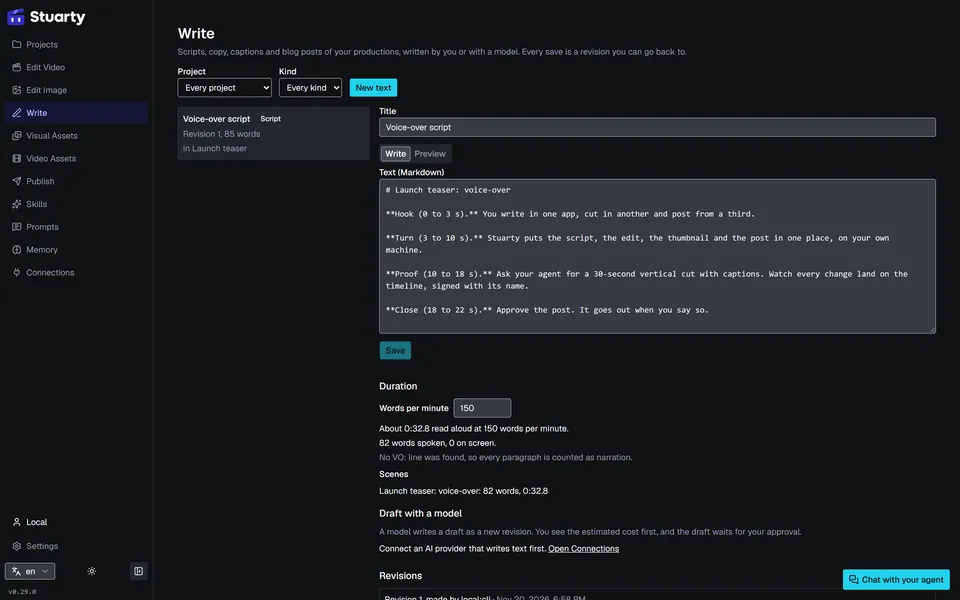 Stuarty
Projects
Edit Video
Edit Image
Write
Visual Assets
Video Assets
Publish
Skills
Prompts
Memory
Connections
Local
Settings
en
v0.29.0
Write
Scripts, copy, captions and blog posts of your productions, written by you or with a model. Every save is a revision you can go back to.
Project
Kind
Every project
Every kind
New text
Voice-over script Script
Revision 1, 85 words
in Launch teaser
Title
Voice-over script
Write Preview
Text (Markdown)
# Launch teaser: voice-over
**Hook (0 to 3 s).** You write in one app, cut in another and post from a third.
**Turn (3 to 10 s).** Stuarty puts the script, the edit, the thumbnail and the post in one place, on your own
machine.
**Proof (10 to 18 s).** Ask your agent for a 30-second vertical cut with captions. Watch every change land on the
timeline, signed with its name.
**Close (18 to 22 s).** Approve the post. It goes out when you say so.
Save
Duration
Words per minute 150
About 0:32.8 read aloud at 150 words per minute.
82 words spoken, 0 on screen.
No VO: line was found, so every paragraph is counted as narration.
Scenes
Launch teaser: voice-over: 82 words, 0:32.8
Draft with a model
A model writes a draft as a new revision. You see the estimated cost first, and the draft waits for your approval.
Connect an AI provider that writes text first. Open Connections
Revisions
Revision 1, made by local:cli · Nov 20, 2026, 6:58 PM
Chat with your agent